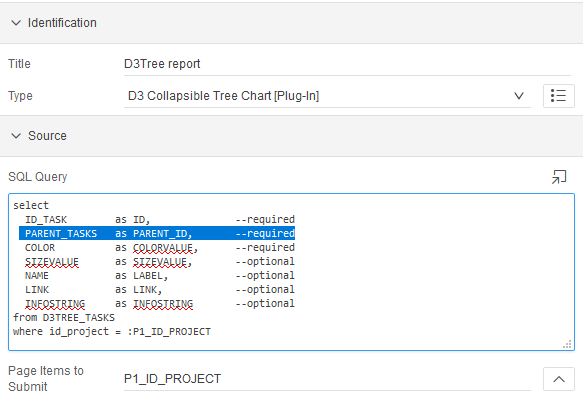 Identification
Title D3Tree report
Type D3 Collapsible Tree Chart [Plug-In]
Source
SQL Query
select
ID_TASK as ID, --required
PARENT_TASKS as PARENT_ID, --required
COLOR as COLORVALUE, --required
SIZEVALUE as SIZEVALUE, --optional
NAME as LABEL, --optional
LINK as LINK, --optional
INFOSTRING as INFOSTRING --optional
from D3TREE_TASKS
where id_project = :P1_ID_PROJECT
Page Items to
Submit P1_ID_PROJECT